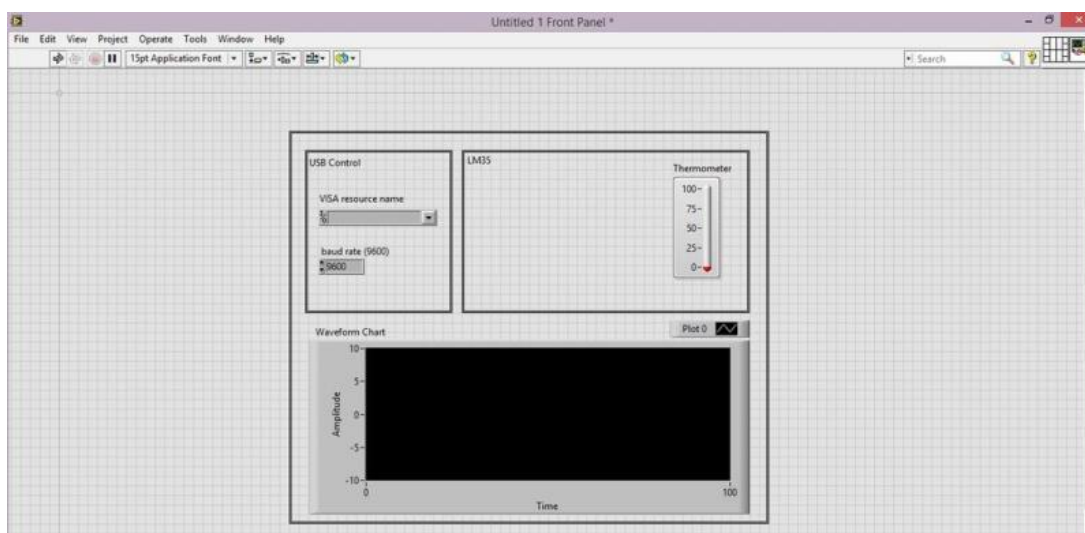 Untitled 1 Front Panel *
File Edit View Project Operate Tools Window Help
15pt Application Font
Search
USB Control
LM35
Thermometer
100
75
50
25
0
VISA resource name
baud rate (9600)
9600
Waveform Chart
Plot 0
Amplitude
10
5
0
-5
-10
0
100
Time